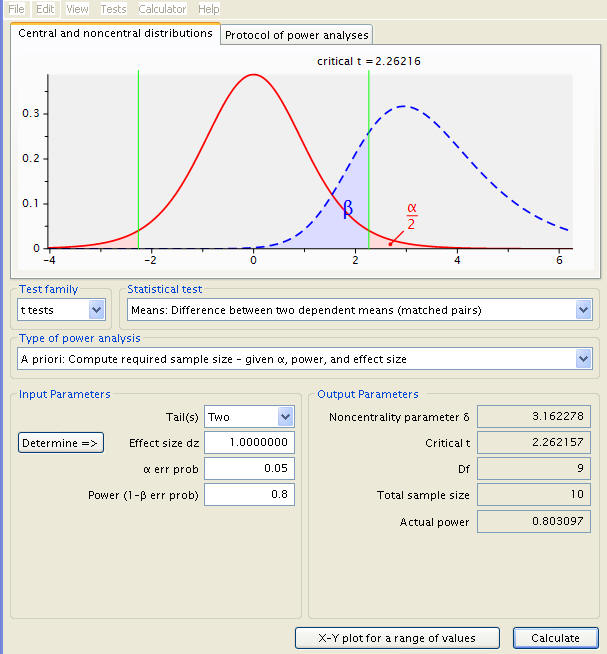 File Edit View Tests Calculator Help
Central and noncentral distributions Protocol of power analyses
critical t = 2.26216
0.3
0.2
0.1
0
β
α
2
-4 -2 0 2 4 6
Test family Statistical test
t tests Means: Difference between two dependent means (matched pairs)
Type of power analysis
A priori: Compute required sample size – given α, power, and effect size
Input Parameters Output Parameters
Tail(s) Two Noncentrality parameter δ 3.162278
Determine => Effect size dz 1.0000000 Critical t 2.262157
α err prob 0.05 Df 9
Power (1-β err prob) 0.8 Total sample size 10
Actual power 0.803097
X-Y plot for a range of values Calculate